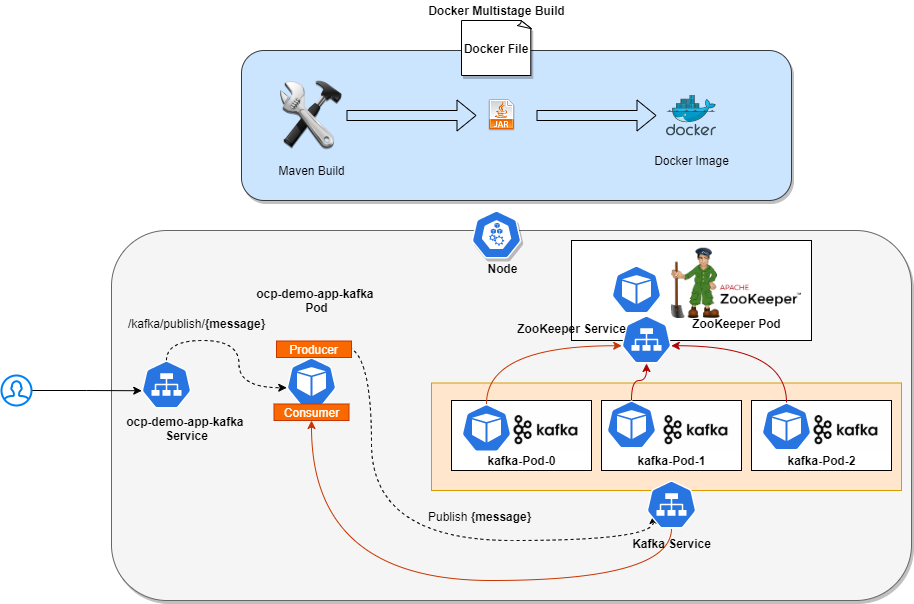 Docker Multistage Build
Docker File
JAR
docker
Maven Build
Docker Image
Node
ocp-demo-app-kafka
Pod
APACHE
ZooKeeper™
/kafka/publish/{message}
ZooKeeper Service
ZooKeeper Pod
Producer
Consumer
ocp-demo-app-kafka
Service
kafka
kafka
kafka
kafka-Pod-0
kafka-Pod-1
kafka-Pod-2
Publish {message}
Kafka Service